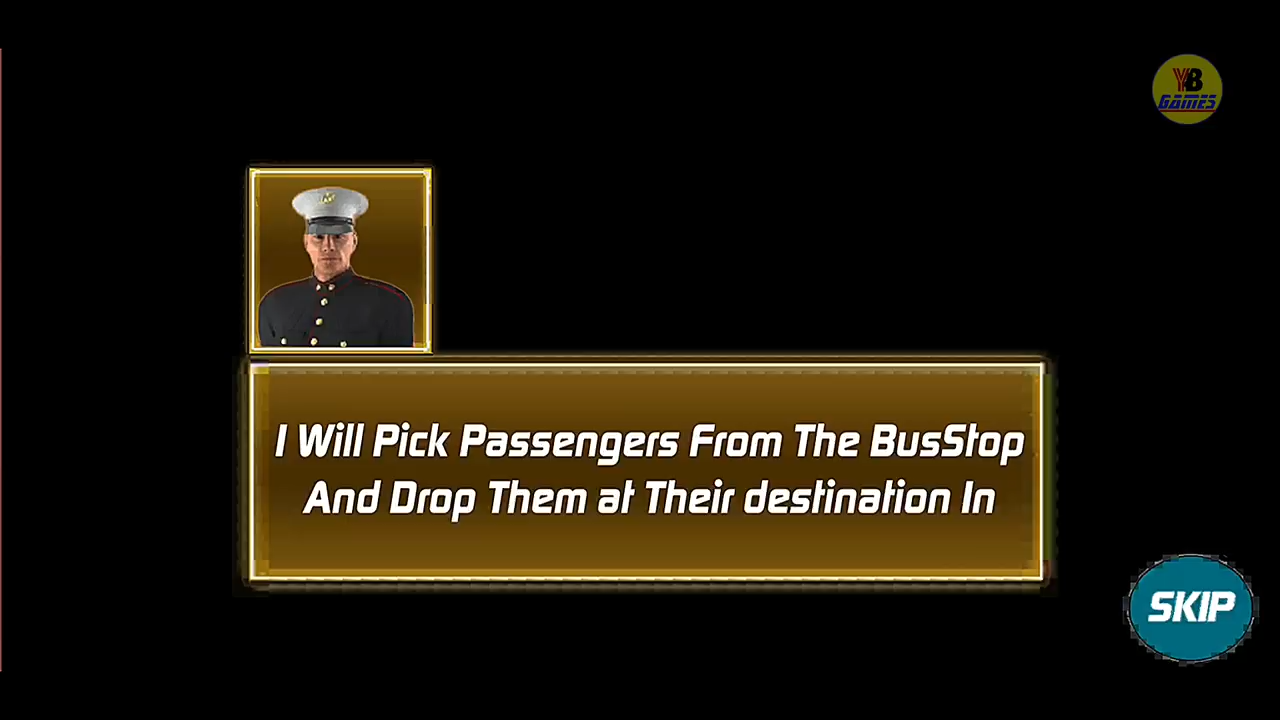 YB
GAMES
I Will Pick Passengers From The BusStop
And Drop Them at Their destination In
SKIP